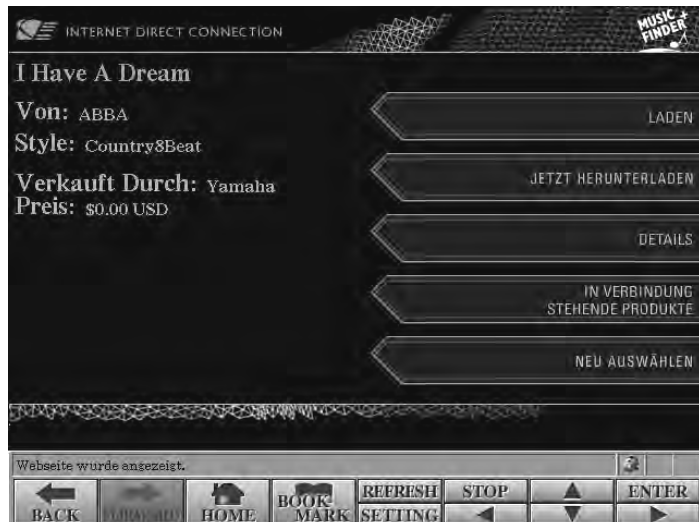 INTERNET DIRECT CONNECTION
MUSIC
FINDER
I Have A Dream
Von: ABBA
Style: Country8Beat
Verkauft Durch: Yamaha
Preis: $0.00 USD
LADEN
JETZT HERUNTERLADEN
DETAILS
IN VERBINDUNG
STEHENDE PRODUKTE
NEU AUSWÄHLEN
Webseite wurde angezeigt.
BACK
FORWARD
HOME
BOOK
MARK
REFRESH
SETTING
STOP
ENTER